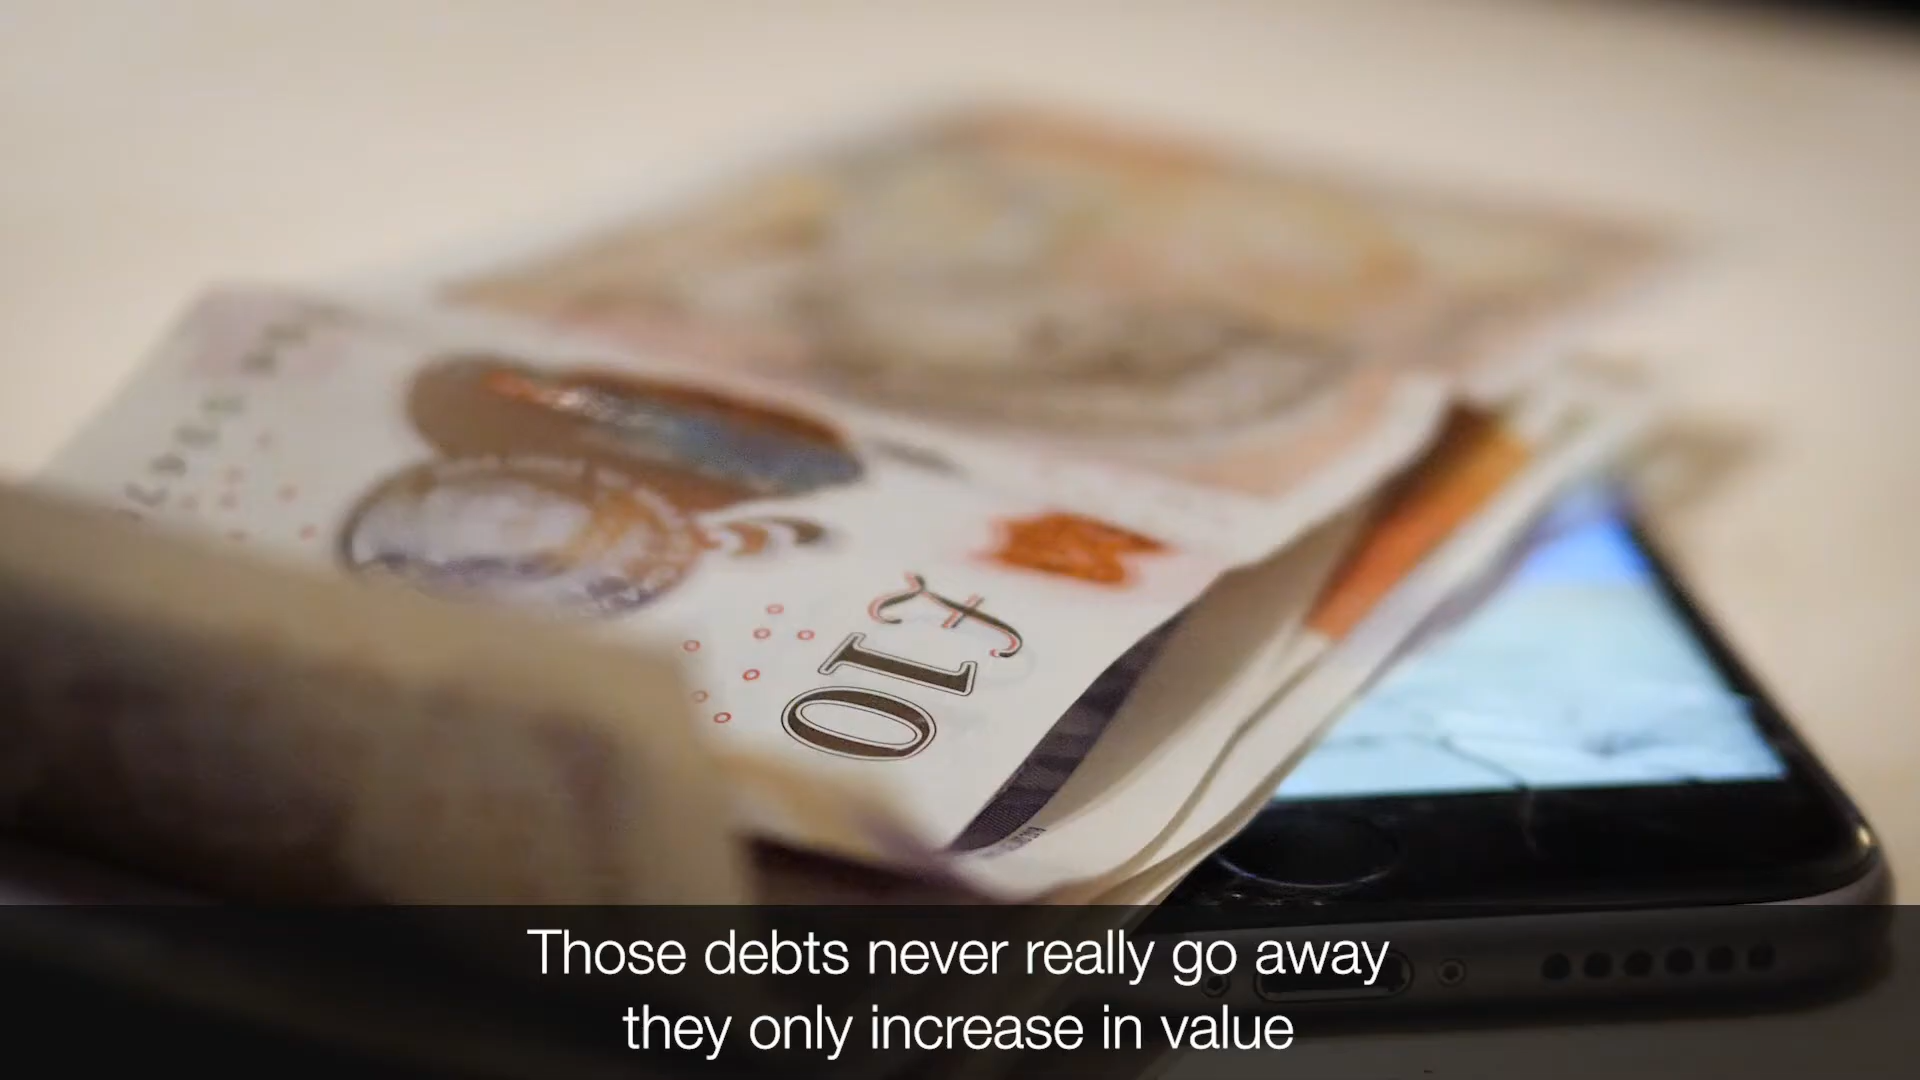 £10
Those debts never really go away
they only increase in value